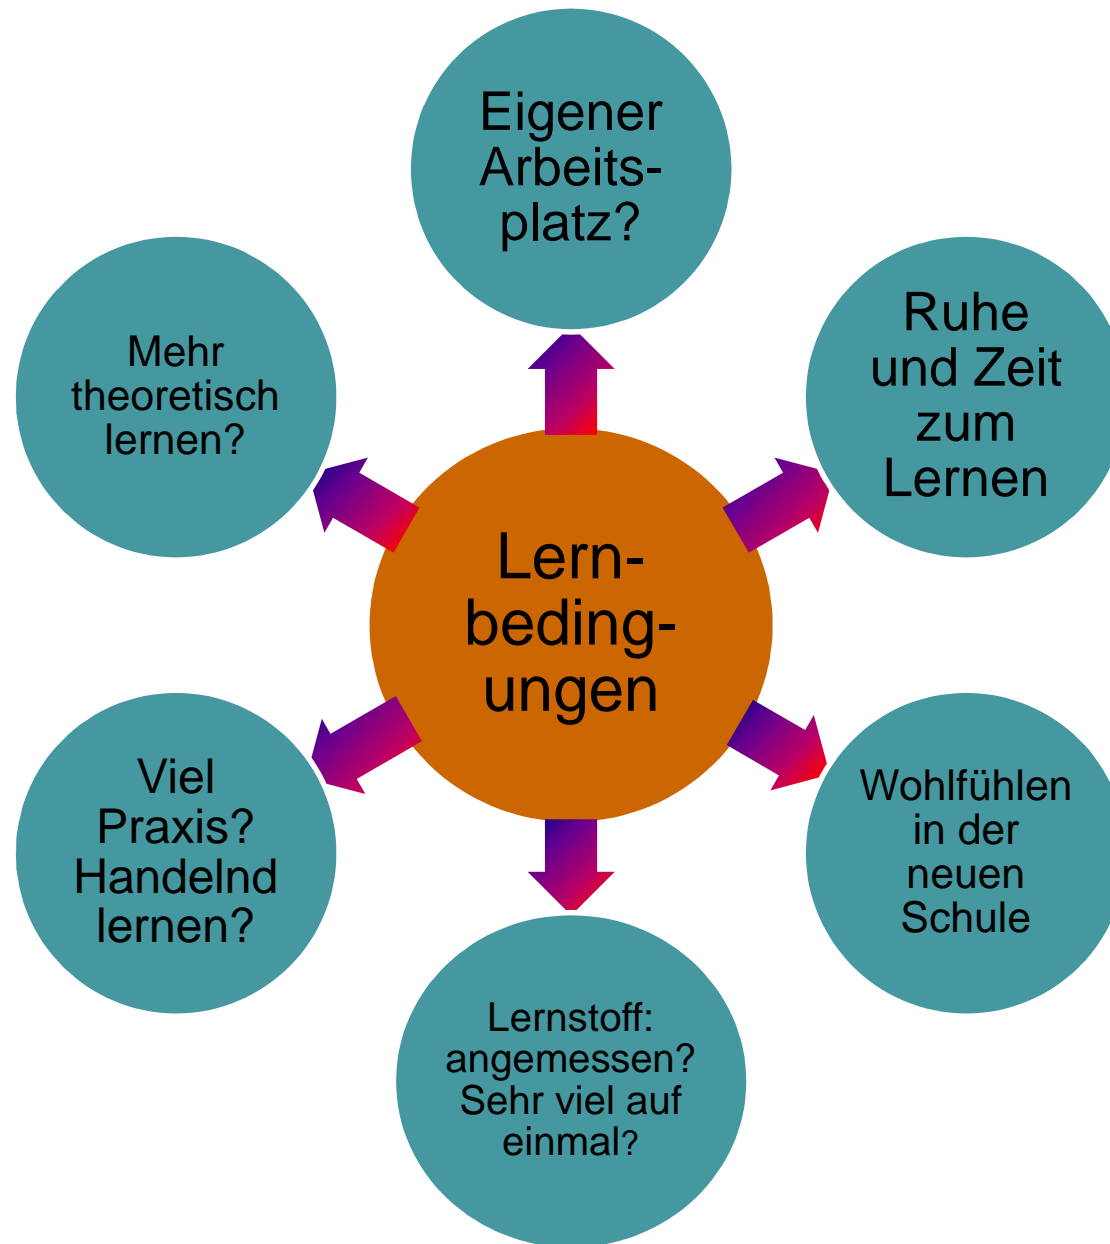 Eigener
Arbeits-
platz?
Ruhe
und Zeit
zum
Lernen
Mehr
theoretisch
lernen?
Lern-
beding-
ungen
Viel
Praxis?
Handelnd
lernen?
Wohlfühlen
in der
neuen
Schule
Lernstoff:
angemessen?
Sehr viel auf
einmal?